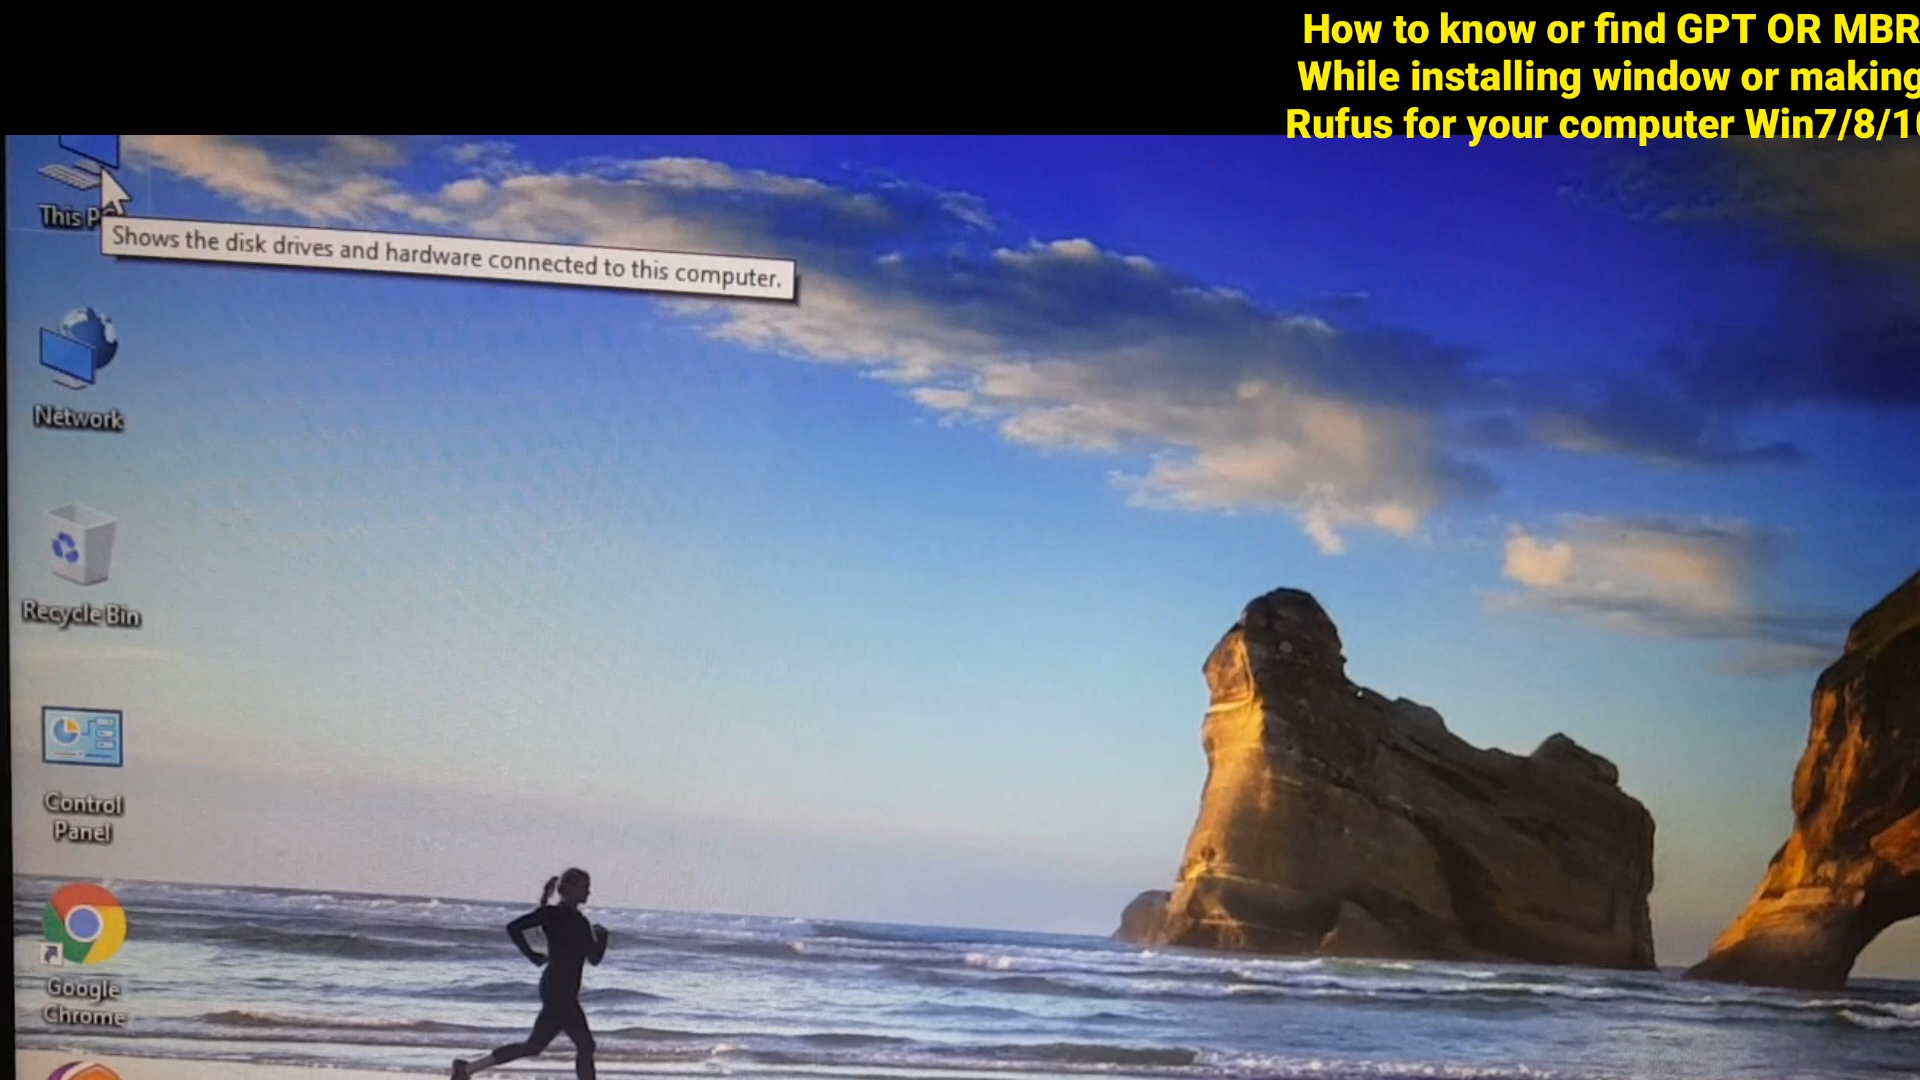 How to know or find GPT OR MBR
While installing window or making
Rufus for your computer Win7/8/1
This P
Shows the disk drives and hardware connected to this computer.
Network
Recycle Bin
Control
Panel
Google
Chrome